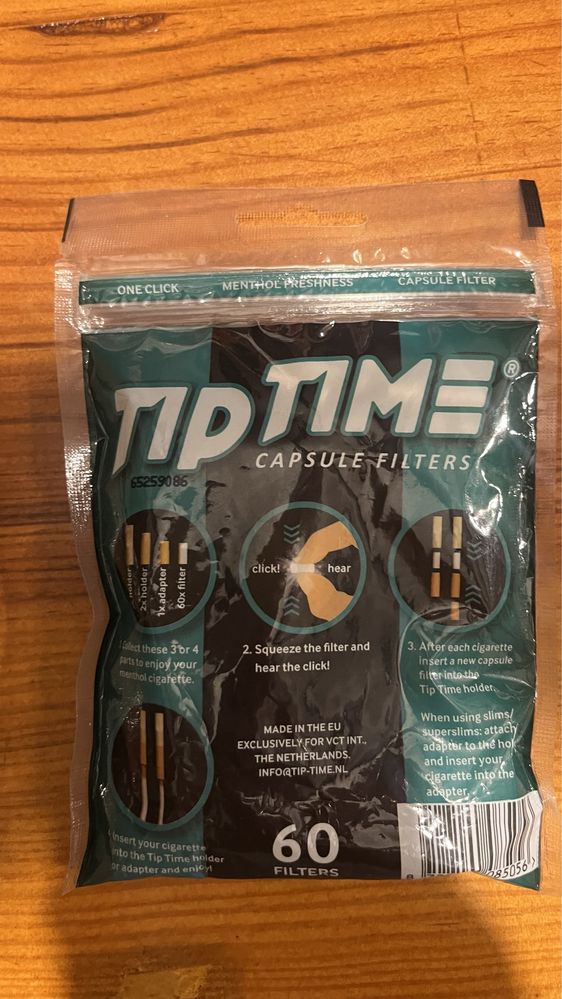 ONE CLICK MENTHOL FRESHNESS CAPSULE FILTER
TIP TIME®
CAPSULE FILTERS
65259086
holder
2x holder
1x adapter
60x filter
click! hear
Collect these 3 or 4
parts to enjoy your
menthol cigarette.
2. Squeeze the filter and
hear the click!
3. After each cigarette
insert a new capsule
filter into the
Tip Time holder.
When using slims/
superslims: attach
adapter to the hol
and insert your
cigarette into the
adapter.
MADE IN THE EU
EXCLUSIVELY FOR VCT INT.,
THE NETHERLANDS.
INFO@TIP-TIME.NL
Insert your cigarette
into the Tip Time holder
or adapter and enjoy!
60
FILTERS
8
285056